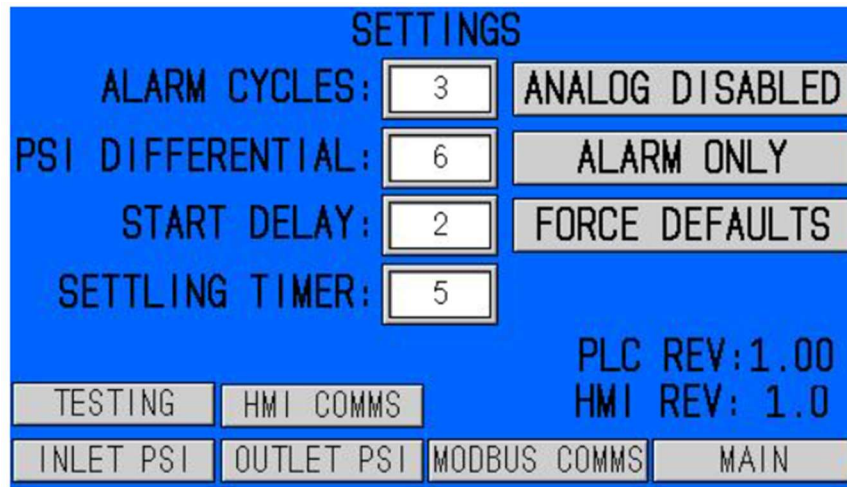 SETTINGS
ALARM CYCLES: 3 ANALOG DISABLED
PSI DIFFERENTIAL: 6 ALARM ONLY
START DELAY: 2 FORCE DEFAULTS
SETTLING TIMER: 5
PLC REV:1.00
TESTING HMI COMMS HMI REV: 1.0
INLET PSI OUTLET PSI MODBUS COMMS MAIN